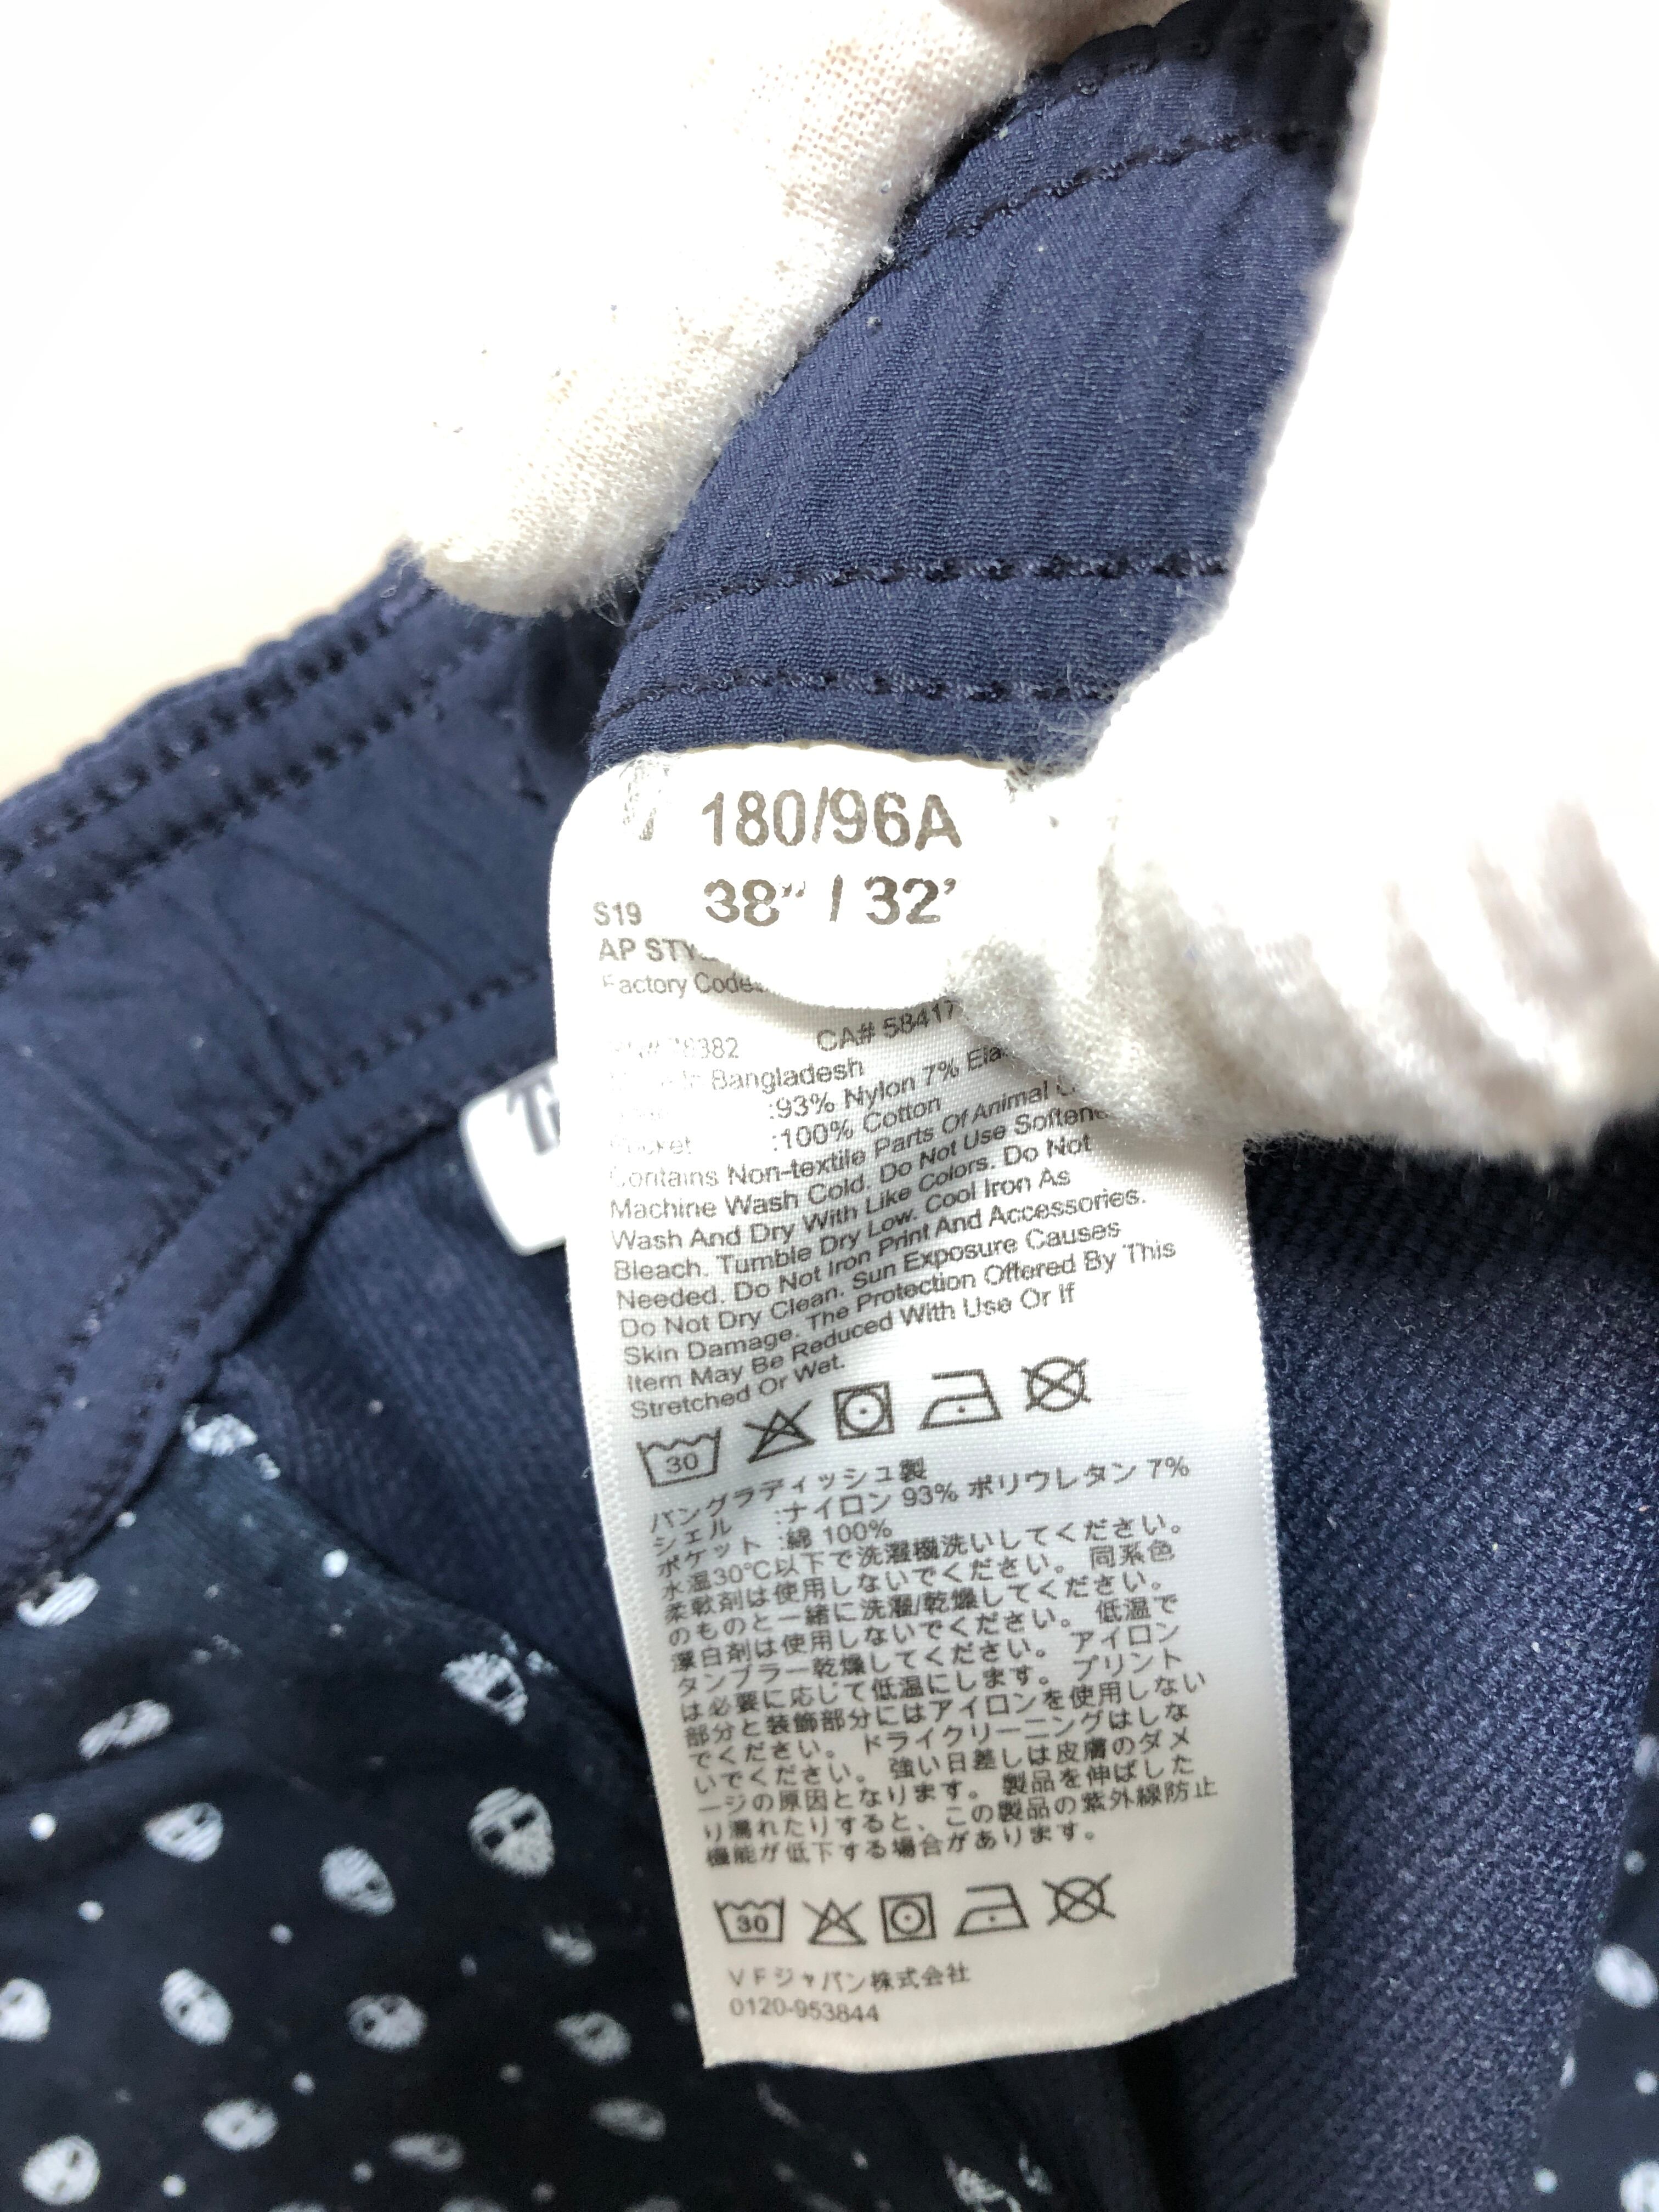 180/96A
38" / 32'
S19
AP
Factory Code:
CA# 58417
Bangladesh
:93% Nylon 7%
Pocket :100% Cotton
Contains Non-textile Parts Of Animal
Machine Wash Cold. Do Not Use
Wash And Dry With Like Colors. Do Not
Bleach. Tumble Dry Low. Cool Iron As
Needed. Do Not Iron Print And Accessories.
Do Not Dry Clean. Sun Exposure Causes
Skin Damage. The Protection Offered By This
Item May Be Reduced With Use Or If
Stretched Or Wet.
30
バングラディッシュ製
シェル :ナイロン 93% ポリウレタン 7%
ポケット :綿 100%
水温30℃以下で洗濯機洗いしてください。
柔軟剤は使用しないでください。 同系色
のものと一緒に洗濯/乾燥してください。
漂白剤は使用しないでください。 低温で
タンブラー乾燥してください。 アイロン
は必要に応じて低温にします。 プリント
部分と装飾部分にはアイロンを使用しない
でください。 ドライクリーニングはしな
いでください。 強い日差しは皮膚のダメ
ージの原因となります。 製品を伸ばした
り濡れたりすると、この製品の紫外線防止
機能が低下する場合があります。
30
VFジャパン株式会社
0120-953844